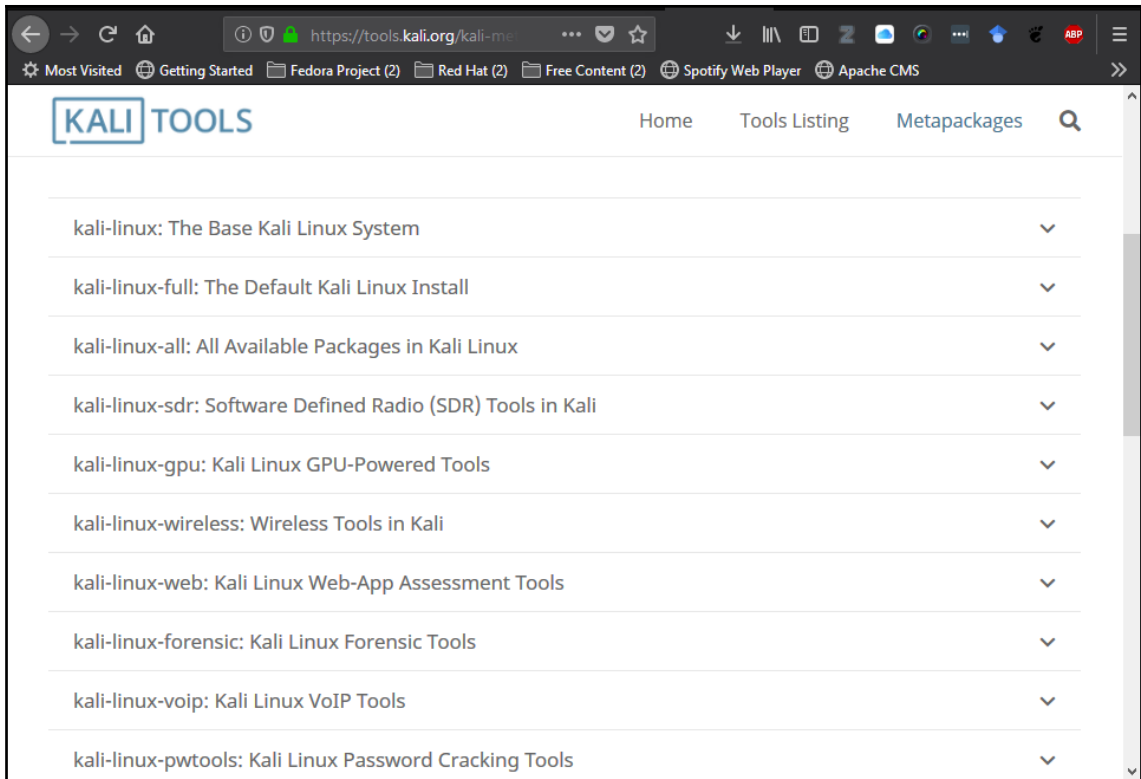 https://tools.kali.org/kali-me
ABP
Most Visited Getting Started Fedora Project (2) Red Hat (2) Free Content (2) Spotify Web Player Apache CMS
KALI TOOLS Home Tools Listing Metapackages
kali-linux: The Base Kali Linux System
kali-linux-full: The Default Kali Linux Install
kali-linux-all: All Available Packages in Kali Linux
kali-linux-sdr: Software Defined Radio (SDR) Tools in Kali
kali-linux-gpu: Kali Linux GPU-Powered Tools
kali-linux-wireless: Wireless Tools in Kali
kali-linux-web: Kali Linux Web-App Assessment Tools
kali-linux-forensic: Kali Linux Forensic Tools
kali-linux-voip: Kali Linux VoIP Tools
kali-linux-pwtools: Kali Linux Password Cracking Tools